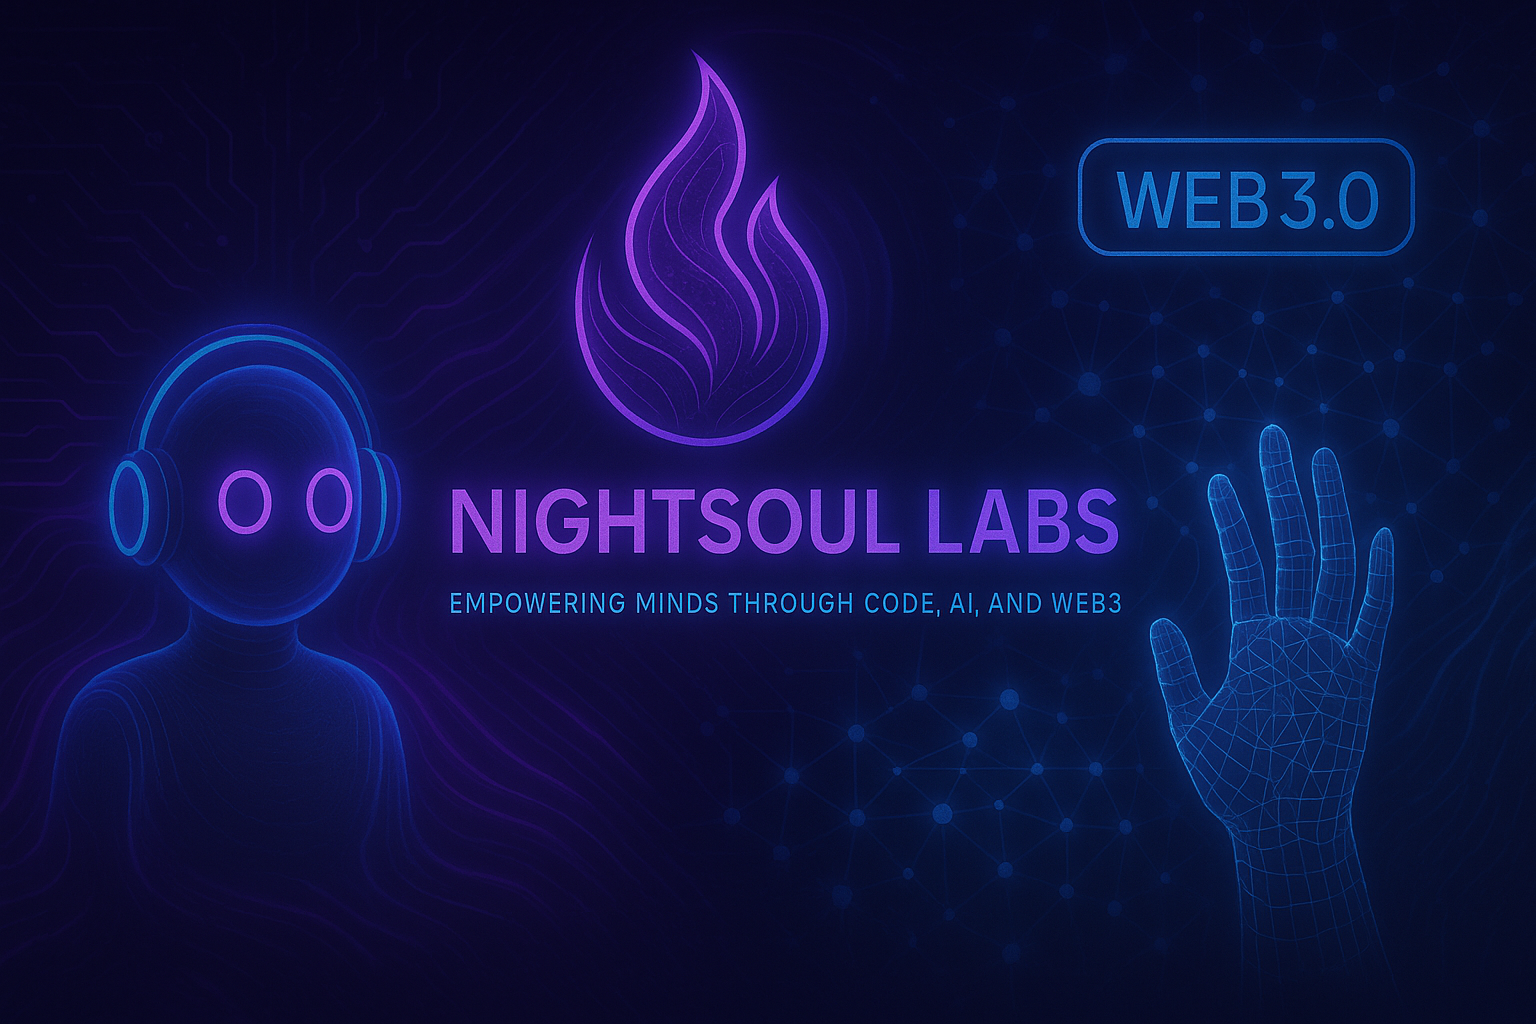 WEB 3.0
NIGHTSOUL LABS
EMPOWERING MINDS THROUGH CODE, AI, AND WEB3